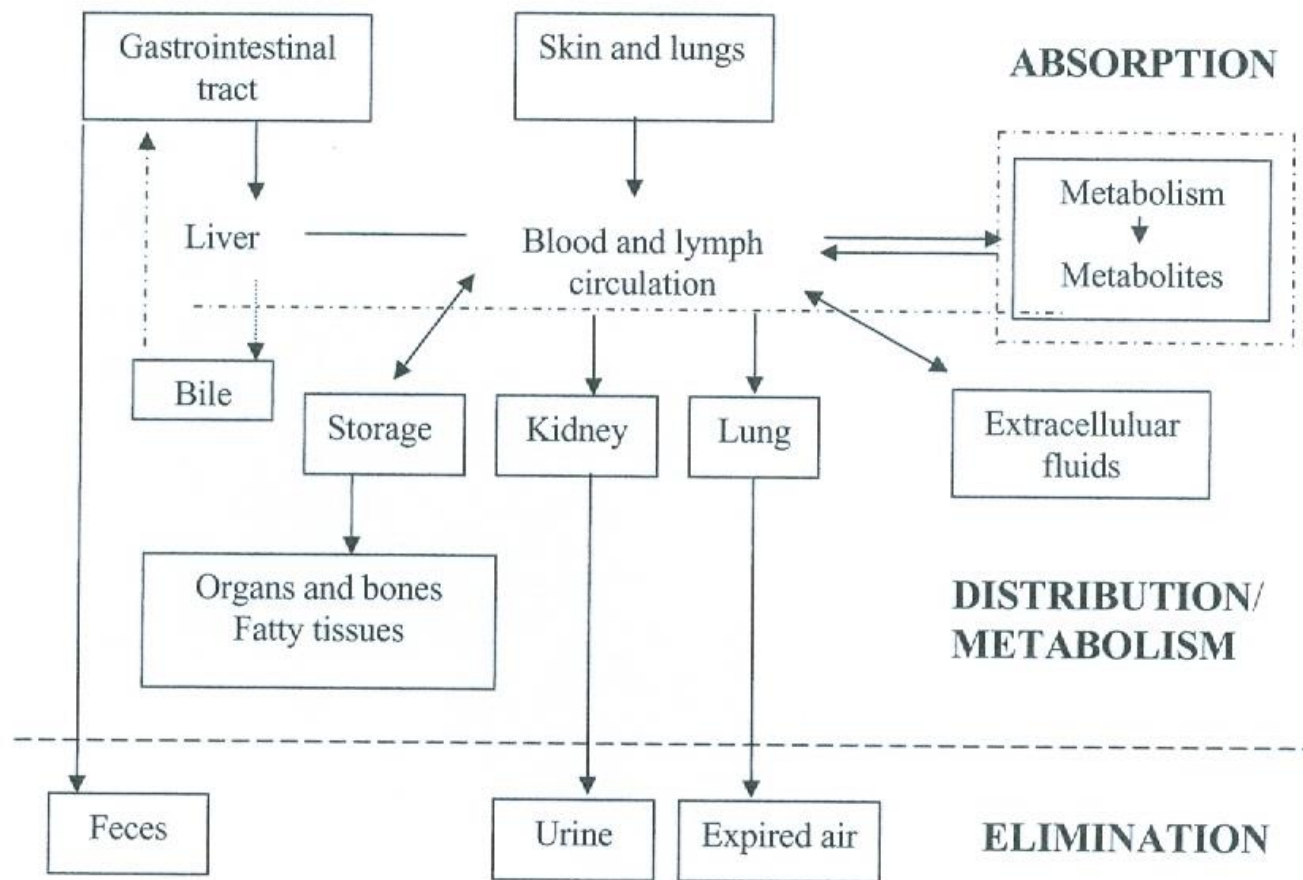 Gastrointestinal
tract
Skin and lungs
ABSORPTION
Metabolism
Metabolites
Liver
Blood and lymph
circulation
Bile
Storage
Kidney
Lung
Extracelluluar
fluids
Organs and bones
Fatty tissues
DISTRIBUTION/
METABOLISM
Feces
Urine
Expired air
ELIMINATION